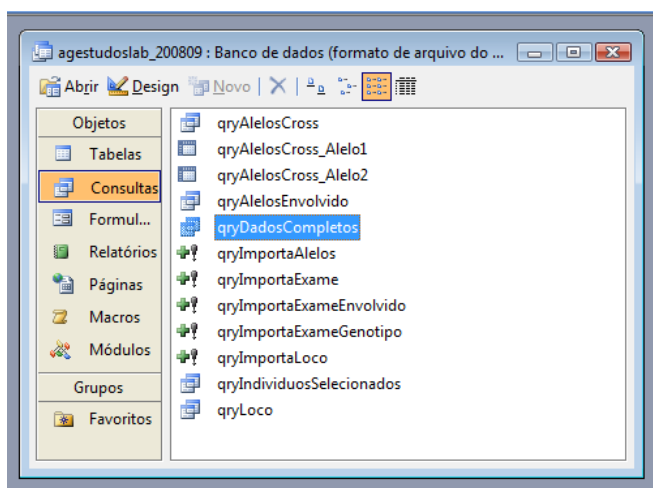 agestudoslab_200809 : Banco de dados (formato de arquivo do ...
Abrir Design Novo
Objetos
Tabelas
Consultas
Formul...
Relatórios
Páginas
Macros
Módulos
Grupos
Favoritos
qryAlelosCross
qryAlelosCross_Alelo1
qryAlelosCross_Alelo2
qryAlelosEnvolvido
qryDadosCompletos
qryImportaAlelos
qryImportaExame
qryImportaExameEnvolvido
qryImportaExameGenotipo
qryImportaLoco
qryIndividuosSelecionados
qryLoco